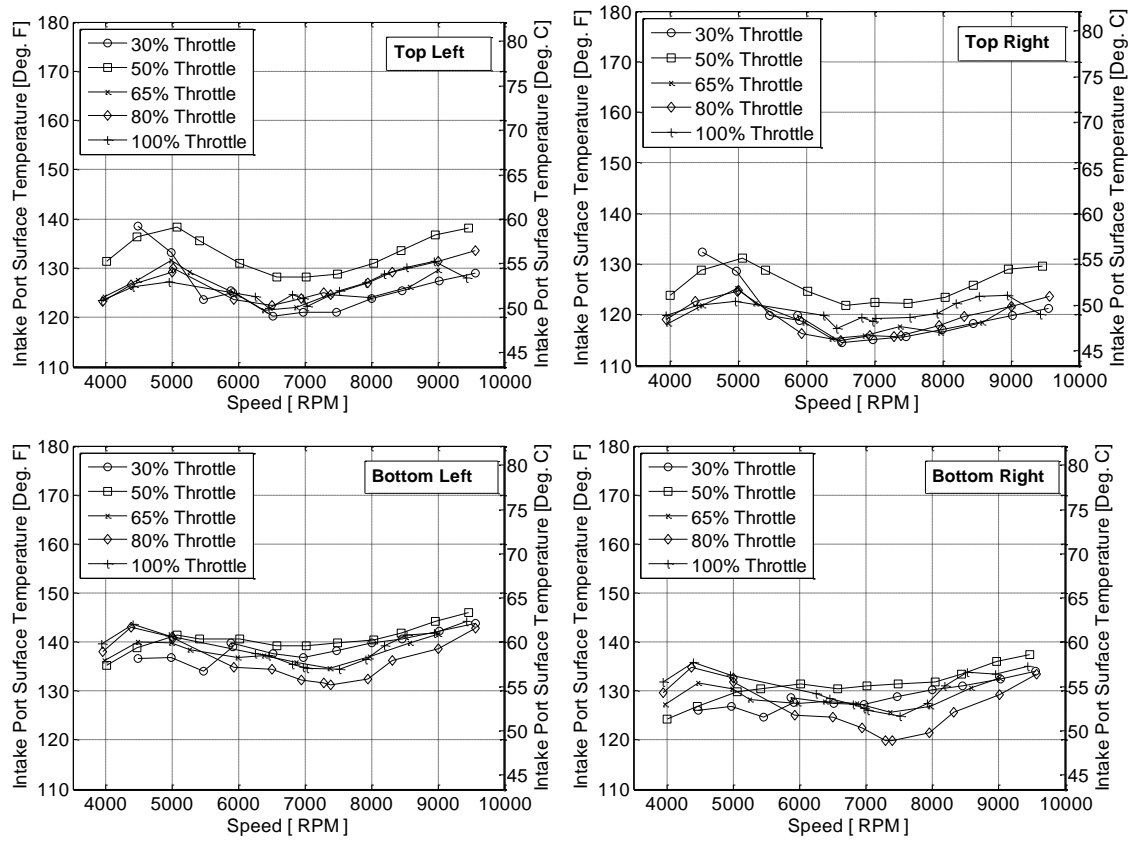 Top Left
30% Throttle
50% Throttle
65% Throttle
80% Throttle
100% Throttle
Intake Port Surface Temperature [Deg. F]
180
170
160
150
140
130
120
110
Intake Port Surface Temperature [Deg. C]
80
75
70
65
60
55
50
45
4000 5000 6000 7000 8000 9000 10000
Speed [ RPM ]
Top Right
30% Throttle
50% Throttle
65% Throttle
80% Throttle
100% Throttle
Intake Port Surface Temperature [Deg. F]
180
170
160
150
140
130
120
110
Intake Port Surface Temperature [Deg. C]
80
75
70
65
60
55
50
45
4000 5000 6000 7000 8000 9000 10000
Speed [ RPM ]
Bottom Left
30% Throttle
50% Throttle
65% Throttle
80% Throttle
100% Throttle
Intake Port Surface Temperature [Deg. F]
180
170
160
150
140
130
120
110
Intake Port Surface Temperature [Deg. C]
80
75
70
65
60
55
50
45
4000 5000 6000 7000 8000 9000 10000
Speed [ RPM ]
Bottom Right
30% Throttle
50% Throttle
65% Throttle
80% Throttle
100% Throttle
Intake Port Surface Temperature [Deg. F]
180
170
160
150
140
130
120
110
Intake Port Surface Temperature [Deg. C]
80
75
70
65
60
55
50
45
4000 5000 6000 7000 8000 9000 10000
Speed [ RPM ]